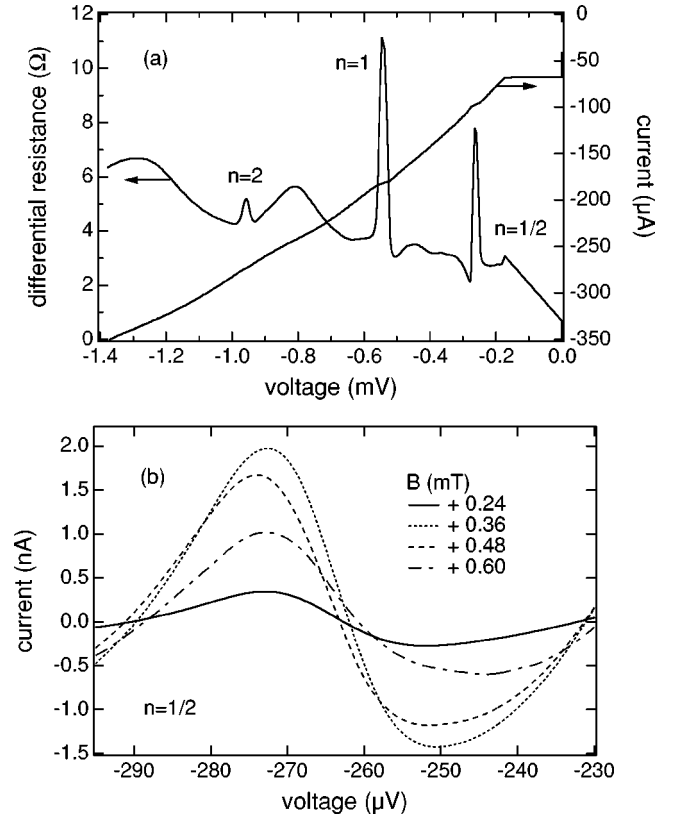 (a)
n=1
n=2
n=1/2
12
10
8
6
4
2
0
differential resistance (Ω)
0
-50
-100
-150
-200
-250
-300
-350
current (µA)
-1.4 -1.2 -1.0 -0.8 -0.6 -0.4 -0.2 0.0
voltage (mV)
(b)
B (mT)
+ 0.24
+ 0.36
+ 0.48
+ 0.60
n=1/2
2.0
1.5
1.0
0.5
0.0
-0.5
-1.0
-1.5
current (nA)
-290 -280 -270 -260 -250 -240 -230
voltage (µV)